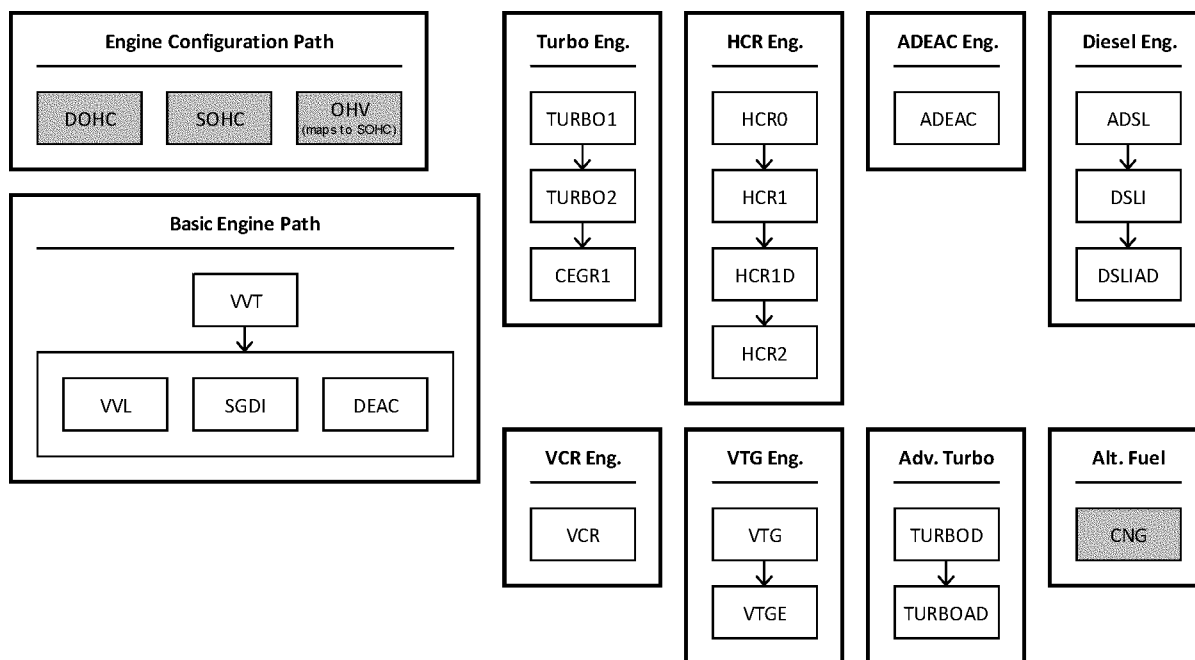 Engine Configuration Path
DOHC
SOHC
OHV
(maps to SOHC)
Basic Engine Path
VVT
VVL
SGDI
DEAC
Turbo Eng.
TURBO1
TURBO2
CEGR1
HCR Eng.
HCR0
HCR1
HCR1D
HCR2
ADEAC Eng.
ADEAC
Diesel Eng.
ADSL
DSLI
DSLIAD
VCR Eng.
VCR
VTG Eng.
VTG
VTGE
Adv. Turbo
TURBOD
TURBOAD
Alt. Fuel
CNG